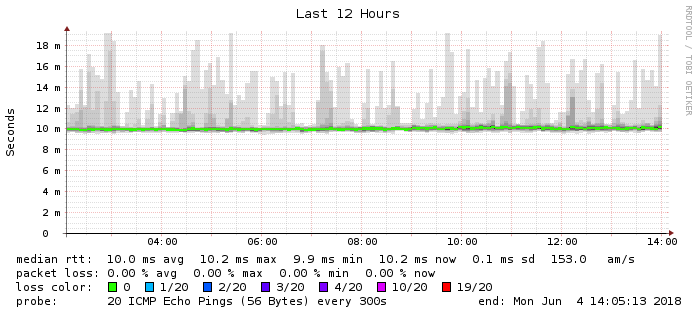 Last 12 Hours
RRDTOOL / TOBI OETIKER
Seconds
18 m
16 m
14 m
12 m
10 m
8 m
6 m
4 m
2 m
0
04:00 06:00 08:00 10:00 12:00 14:00
median rtt: 10.0 ms avg 10.2 ms max 9.9 ms min 10.2 ms now 0.1 ms sd 153.0 am/s
packet loss: 0.00 % avg 0.00 % max 0.00 % min 0.00 % now
loss color: 0 1/20 2/20 3/20 4/20 10/20 19/20
probe: 20 ICMP Echo Pings (56 Bytes) every 300s end: Mon Jun 4 14:05:13 2018